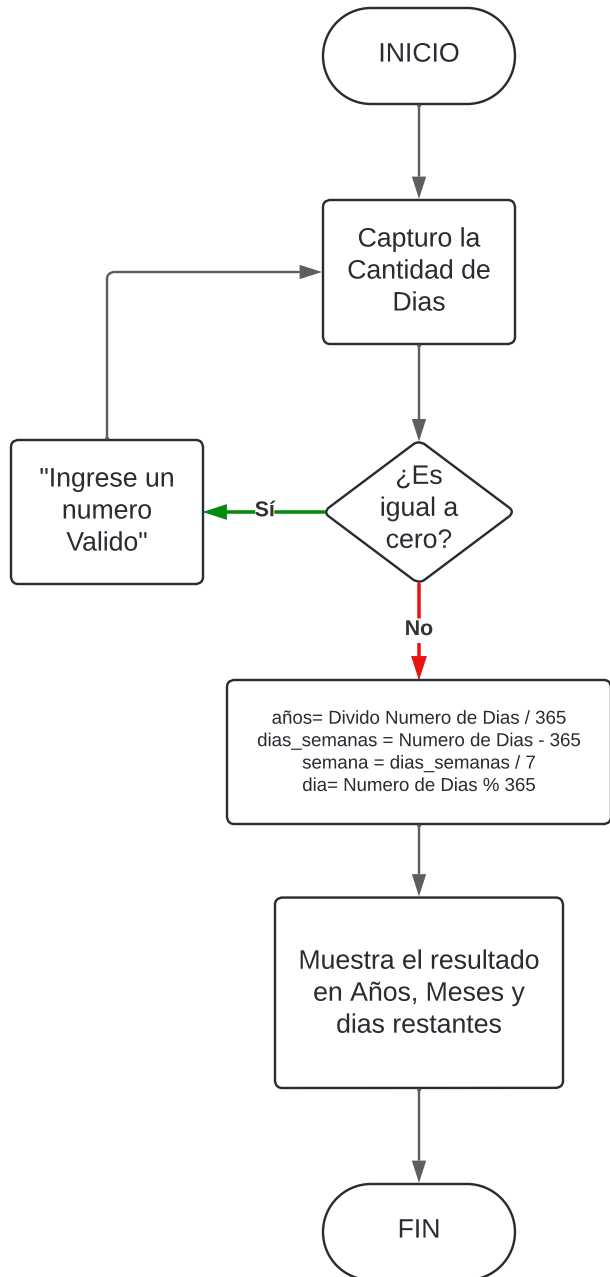 INICIO
Capturo la
Cantidad de
Dias
¿Es
igual a
cero?
Sí
"Ingrese un
numero
Valido"
No
años= Divido Numero de Dias / 365
dias_semanas = Numero de Dias - 365
semana = dias_semanas / 7
dia= Numero de Dias % 365
Muestra el resultado
en Años, Meses y
dias restantes
FIN